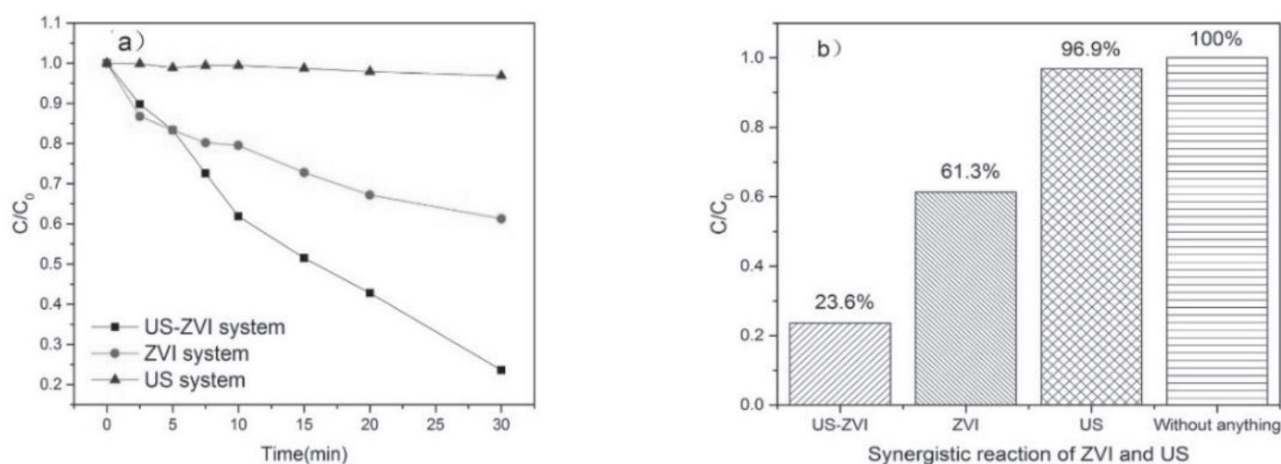 a）
1.0
0.9
0.8
0.7
0.6
0.5
0.4
0.3
0.2
C/C0
US-ZVI system
ZVI system
US system
0 5 10 15 20 25 30
Time(min)
b）
1.0
0.8
0.6
0.4
0.2
0.0
C/C0
23.6%
61.3%
96.9%
100%
US-ZVI ZVI US Without anything
Synergistic reaction of ZVI and US